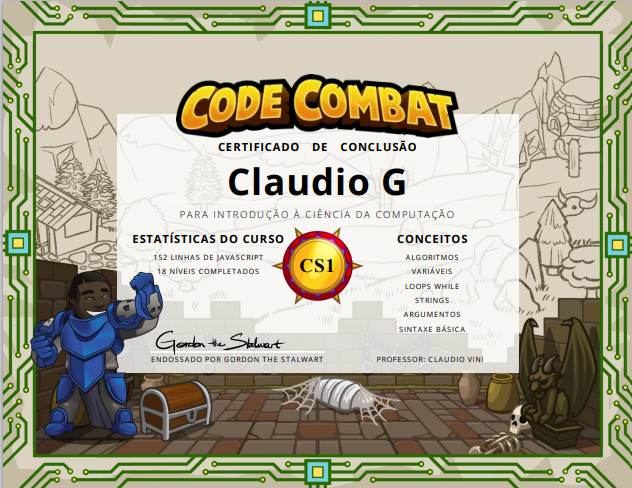 CODE COMBAT
CERTIFICADO DE CONCLUSÃO
Claudio G
PARA INTRODUÇÃO À CIÊNCIA DA COMPUTAÇÃO
ESTATÍSTICAS DO CURSO
152 LINHAS DE JAVASCRIPT
18 NÍVEIS COMPLETADOS
CS1
CONCEITOS
ALGORITMOS
VARIÁVEIS
LOOPS WHILE
STRINGS
ARGUMENTOS
SINTAXE BÁSICA
Gordon the Stalwart
ENDOSSADO POR GORDON THE STALWART
PROFESSOR: CLAUDIO VINI